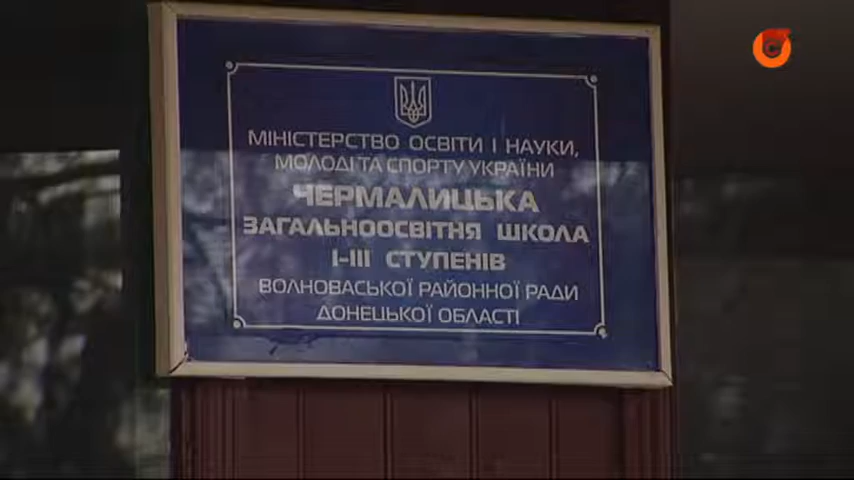 МІНІСТЕРСТВО ОСВІТИ І НАУКИ,
МОЛОДІ ТА СПОРТУ УКРАЇНИ
ЧЕРМАЛИЦЬКА
ЗАГАЛЬНООСВІТНЯ ШКОЛА
І-ІІІ СТУПЕНІВ
ВОЛНОВАСЬКОЇ РАЙОННОЇ РАДИ
ДОНЕЦЬКОЇ ОБЛАСТІ